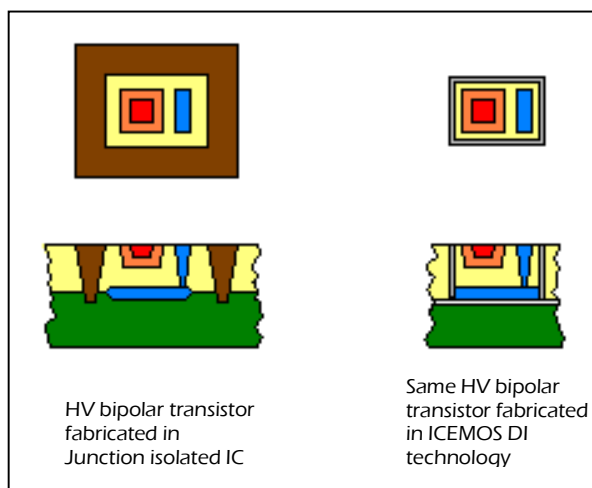 HV bipolar transistor
fabricated in
Junction isolated IC
Same HV bipolar
transistor fabricated
in ICEMOS DI
technology